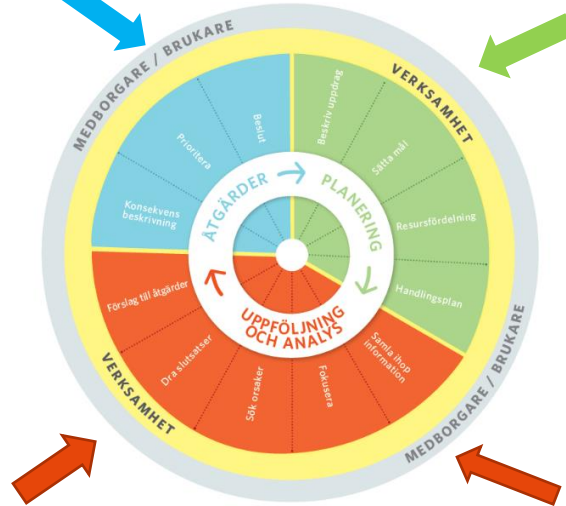 MEDBORGARE / BRUKARE
VERKSAMHET
Beskriv uppdrag
Sätta mål
Resursfördelning
Handlingsplan
Samla ihop
information
Fokusera
Sök orsaker
Dra slutsatser
Förslag till åtgärder
Konsekvens
beskrivning
Prioritera
Beslut
ÅTGÄRDER
PLANERING
UPPFÖLJNING
OCH ANALYS
VERKSAMHET
MEDBORGARE / BRUKARE